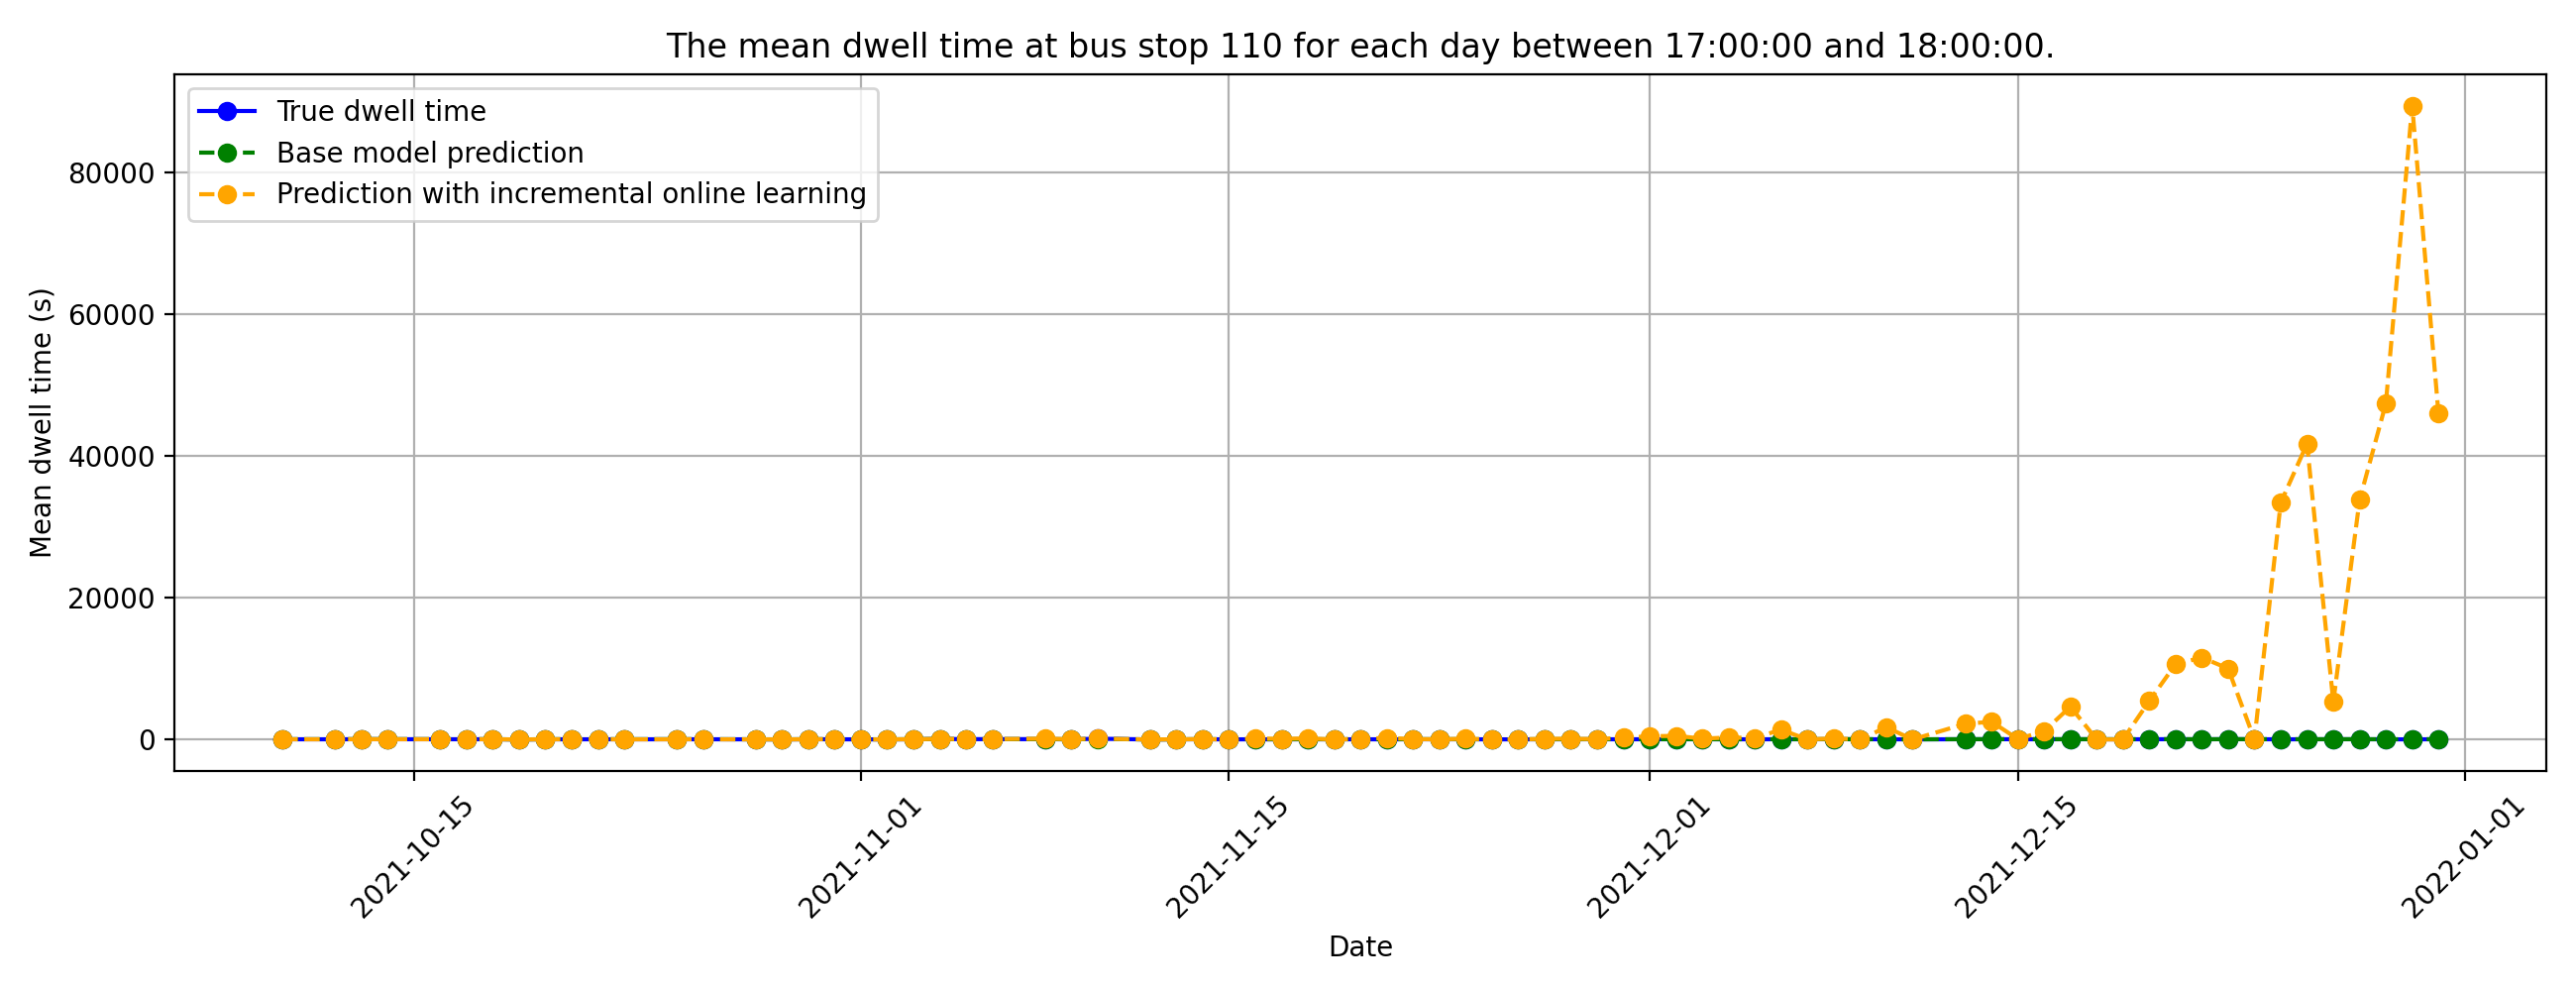 The mean dwell time at bus stop 110 for each day between 17:00:00 and 18:00:00.
True dwell time
Base model prediction
Prediction with incremental online learning
Mean dwell time (s)
80000
60000
40000
20000
0
2021-10-15
2021-11-01
2021-11-15
2021-12-01
2021-12-15
2022-01-01
Date